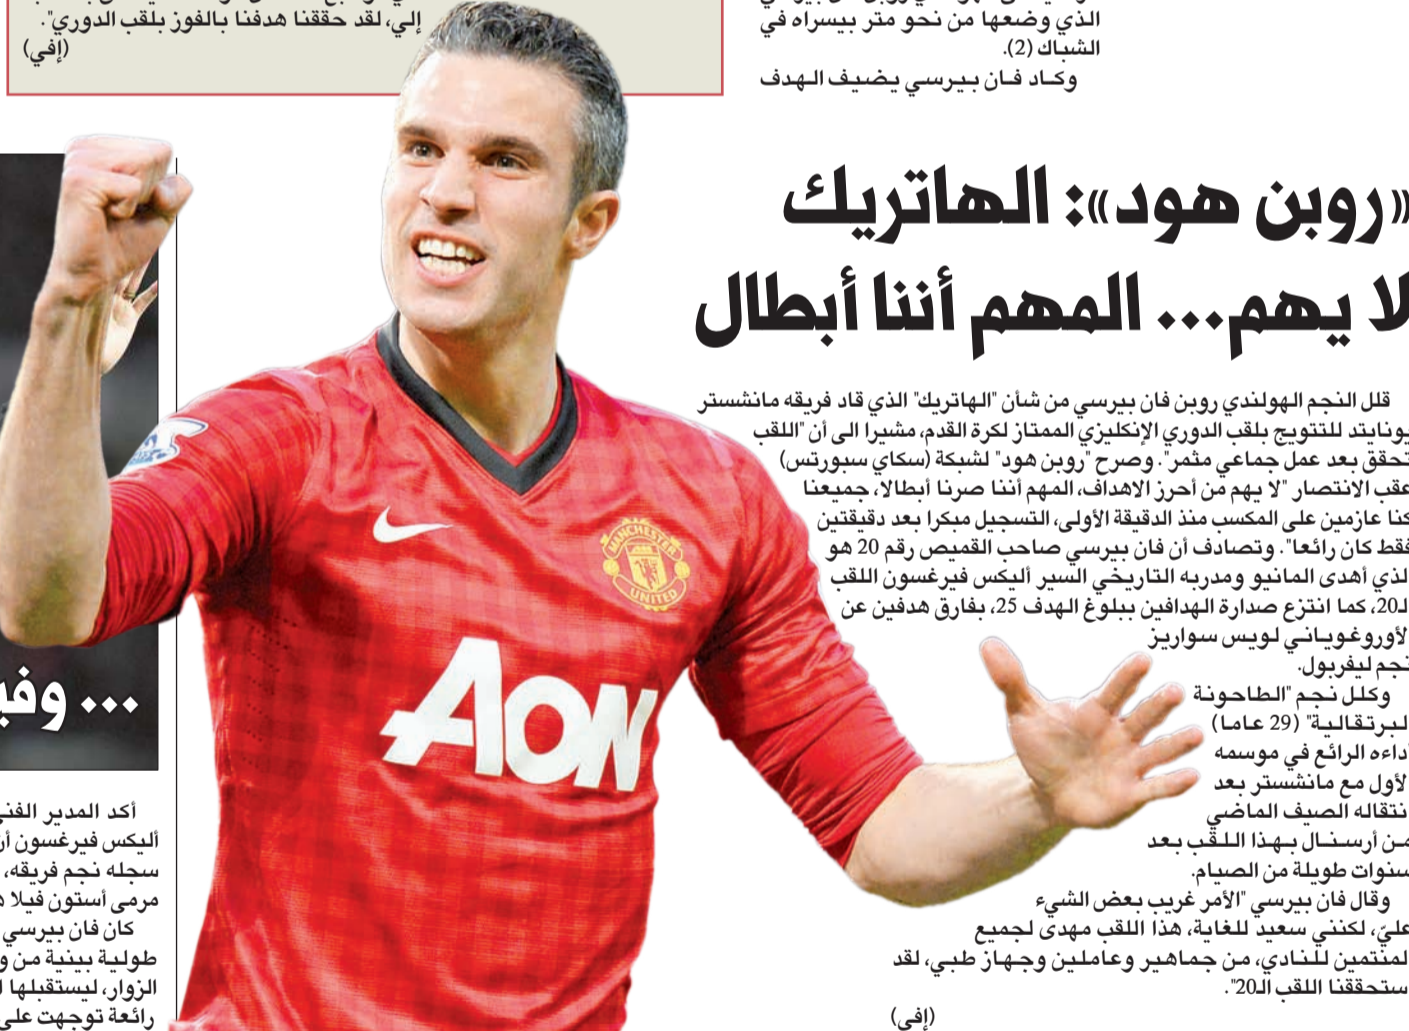 إلي، لقد حققنا هدفنا بالفوز بلقب الدوري".
(إفي)
الذي وضعها من نحو متر بيسراه في
الشباك (2).
وكاد فان بيرسي يضيف الهدف
«روبن هود»: الهاتريك
لا يهم... المهم أننا أبطال
قلل النجم الهولندي روبن فان بيرسي من شأن "الهاتريك" الذي قاد فريقه مانشستر
يونايتد للتتويج بلقب الدوري الإنكليزي الممتاز لكرة القدم، مشيرا الى أن "اللقب
تحقق بعد عمل جماعي مثمر". وصرح "روبن هود" لشبكة (سكاي سبورتس)
عقب الانتصار "لا يهم من أحرز الاهداف، المهم أننا صرنا أبطالا، جميعنا
كنا عازمين على المكسب منذ الدقيقة الأولى، التسجيل مبكرا بعد دقيقتين
فقط كان رائعا". وتصادف أن فان بيرسي صاحب القميص رقم 20 هو
الذي أهدى المانيو ومدربه التاريخي السير أليكس فيرغسون اللقب
الـ20، كما انتزع صدارة الهدافين ببلوغ الهدف 25، بفارق هدفين عن
لأوروغوياني لويس سواريز
نجم ليفربول.
وكلل نجم "الطاحونة
لبرتقالية" (29 عاما)
أداءه الرائع في موسمه
لأول مع مانشستر بعد
نتقاله الصيف الماضي
من أرسنال بهذا اللقب بعد
سنوات طويلة من الصيام.
وقال فان بيرسي "الأمر غريب بعض الشيء
عليّ، لكنني سعيد للغاية، هذا اللقب مهدى لجميع
لمنتمين للنادي، من جماهير وعاملين وجهاز طبي، لقد
ستحققنا اللقب الـ20".
(إفي)
MANCHESTER
UNITED
AON
... وفي
أكد المدير الفني
أليكس فيرغسون أن
سجله نجم فريقه،
مرمى أستون فيلا
كان فان بيرسي
طولية بينية من
الزوار، ليستقبلها
رائعة توجهت على